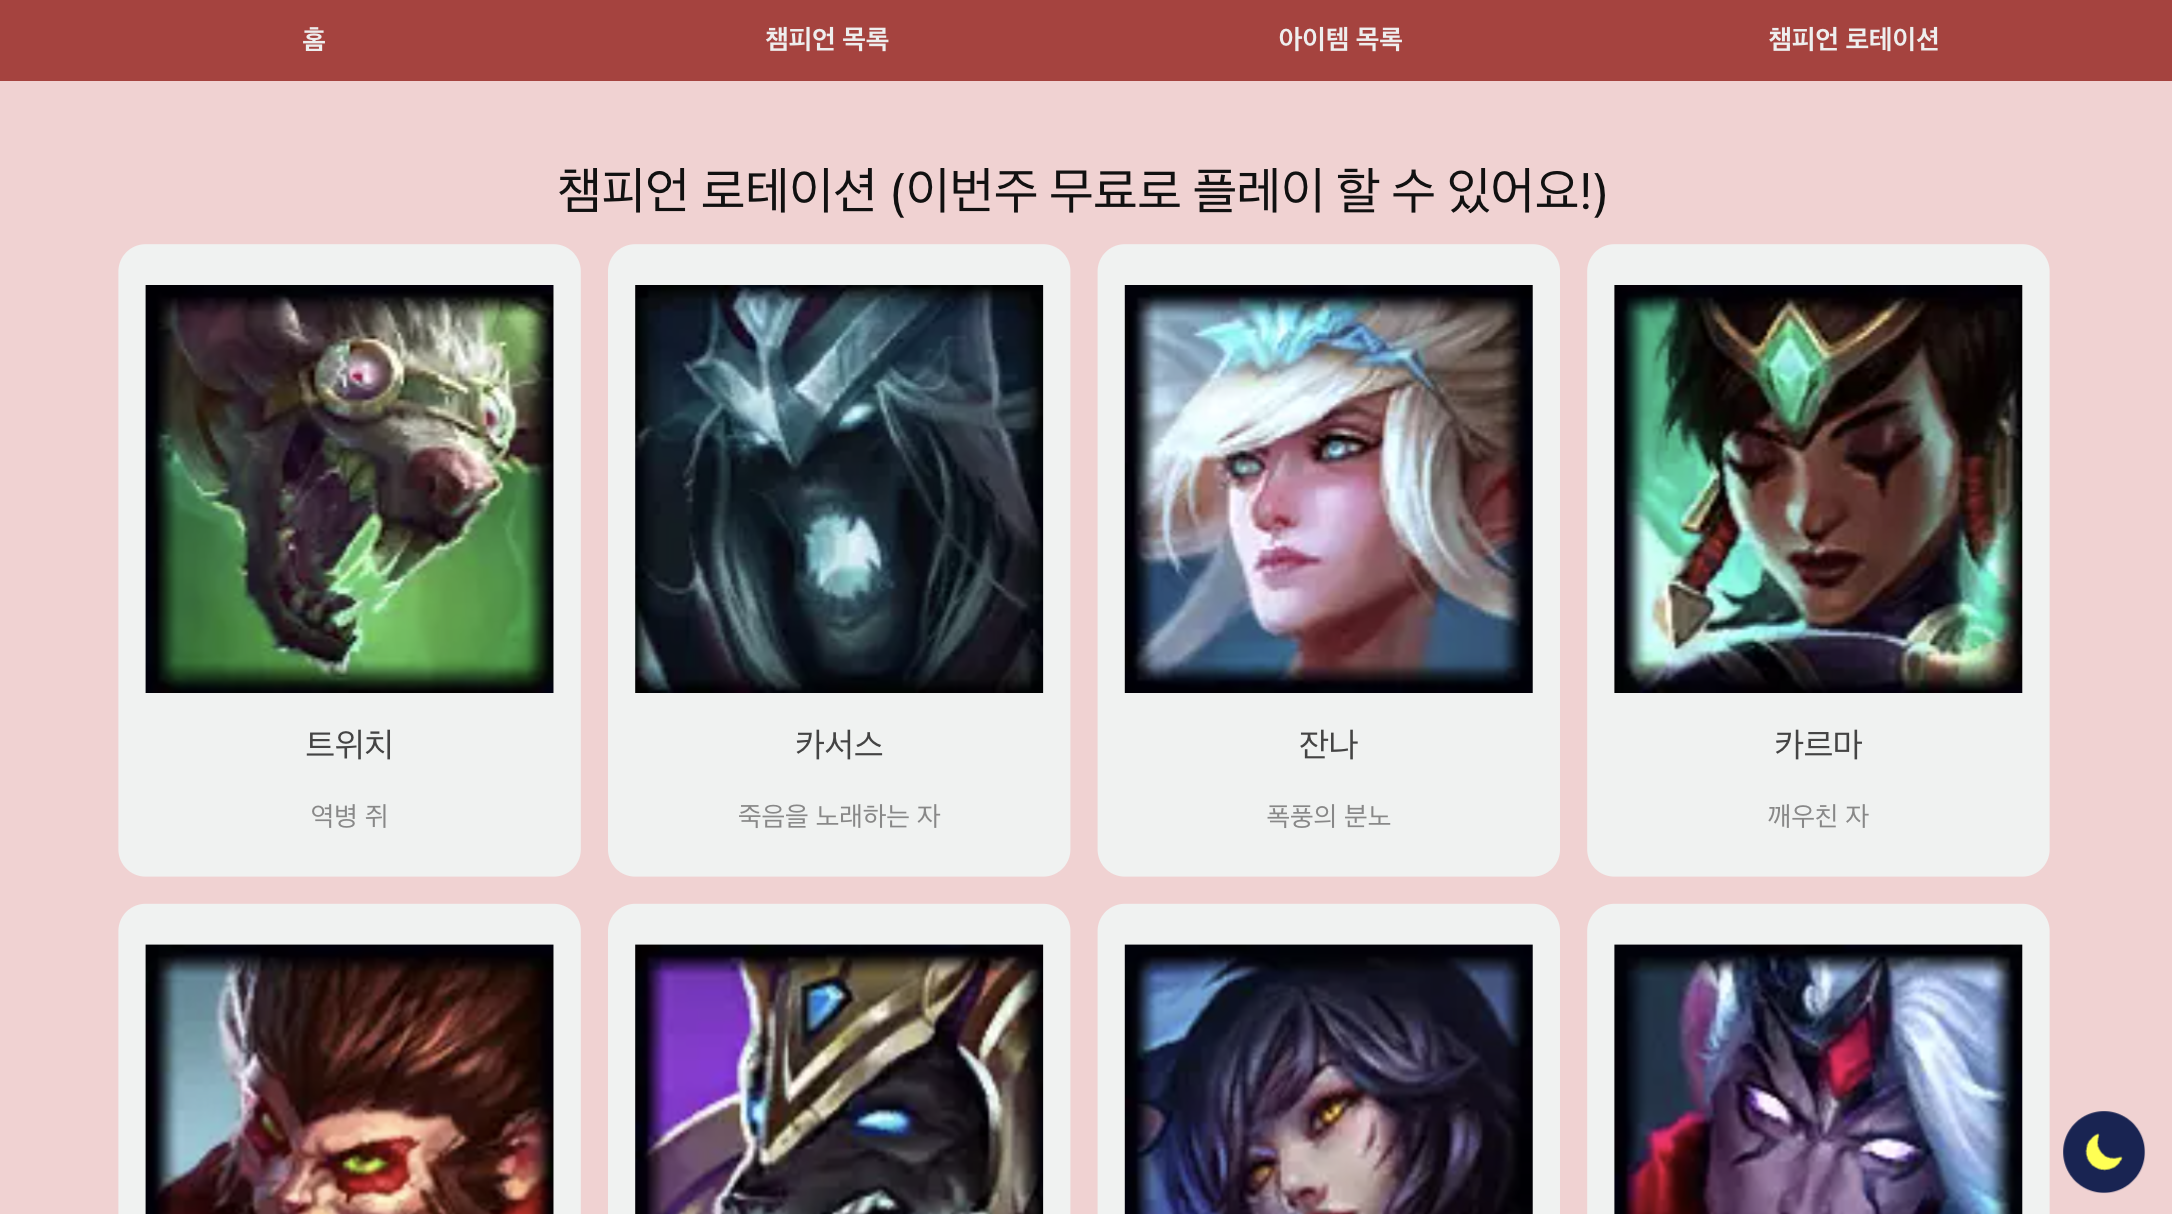 홈
챔피언 목록
아이템 목록
챔피언 로테이션
챔피언 로테이션 (이번주 무료로 플레이 할 수 있어요!)
트위치
카서스
잔나
카르마
역병 쥐
죽음을 노래하는 자
폭풍의 분노
깨우친 자